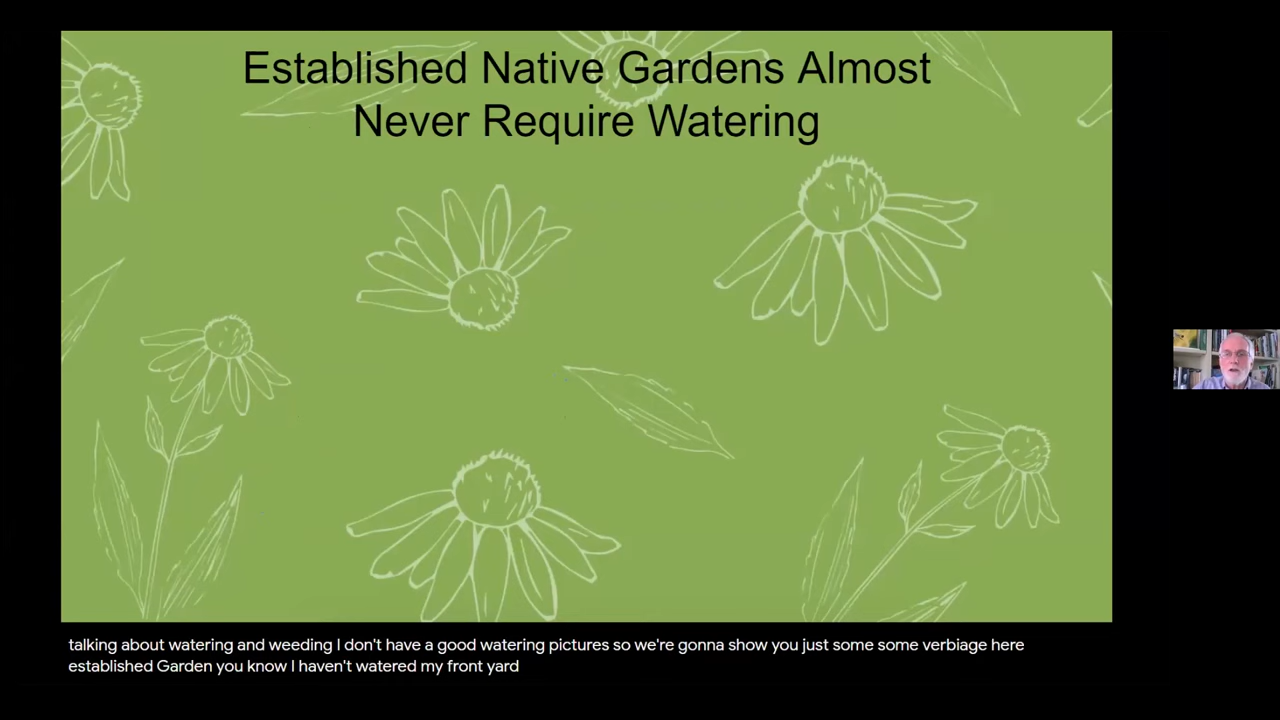 Established Native Gardens Almost
Never Require Watering
talking about watering and weeding I don't have a good watering pictures so we're gonna show you just some some verbiage here
established Garden you know I haven't watered my front yard